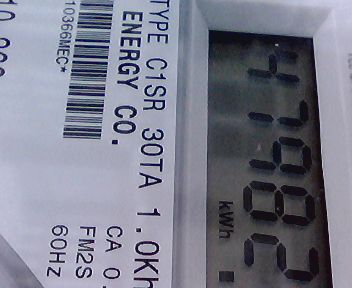 47982
kWh
TYPE C1SR 30TA 1.0Kh
ENERGY CO.
CA 0.
FM2S
60Hz
10366MEC*